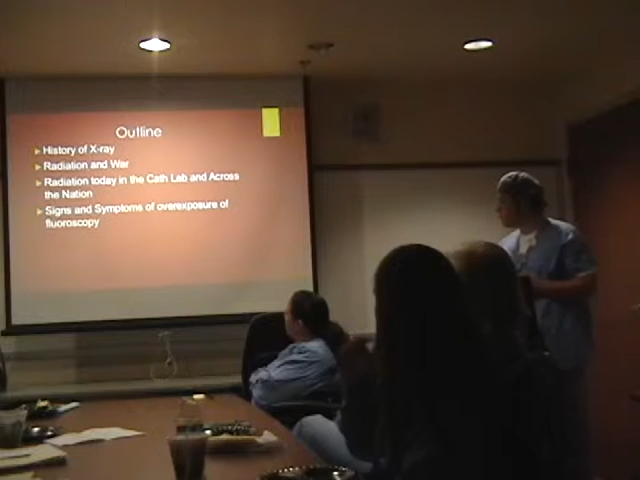 Outline
History of X-ray
Radiation and War
Radiation today in the Cath Lab and Across
the Nation
Signs and Symptoms of overexposure of
fluoroscopy